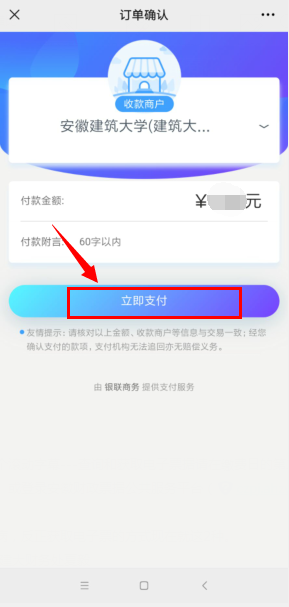 订单确认
收款商户
安徽建筑大学(建筑大...
付款金额:
¥ 元
付款附言: 60字以内
立即支付
友情提示：请核对以上金额、收款商户等信息与交易一致；经您
确认支付的款项，支付机构无法追回亦无赔偿义务。
由 银联商务 提供支付服务